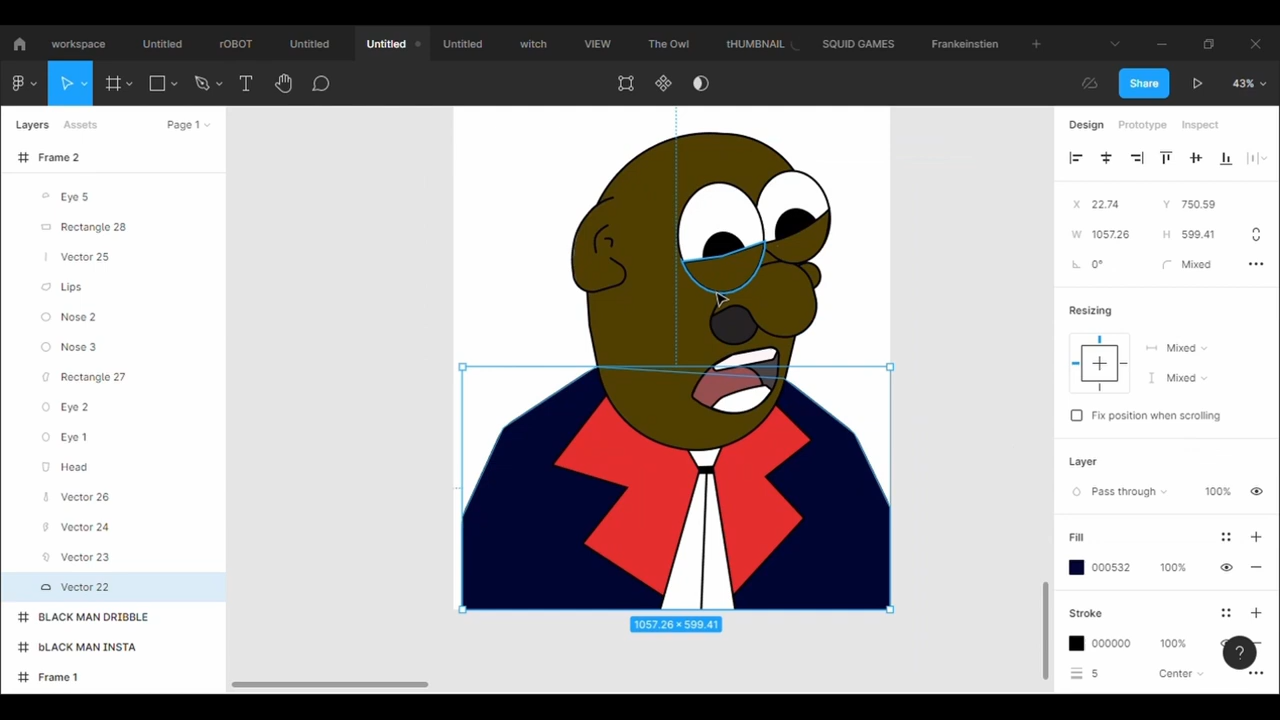 workspace Untitled rOBOT Untitled Untitled Untitled witch VIEW The Owl tHUMBNAIL SQUID GAMES Frankeinstien
T Share 43%
Layers Assets Page 1
Frame 2
Eye 5
Rectangle 28
Vector 25
Lips
Nose 2
Nose 3
Rectangle 27
Eye 2
Eye 1
Head
Vector 26
Vector 24
Vector 23
Vector 22
BLACK MAN DRIBBLE
bLACK MAN INSTA
Frame 1
1057.26 × 599.41
Design Prototype Inspect
X 22.74 Y 750.59
W 1057.26 H 599.41
0° Mixed
Resizing
Mixed
Mixed
Fix position when scrolling
Layer
Pass through 100%
Fill
000532 100%
Stroke
000000 100%
?
5 Center